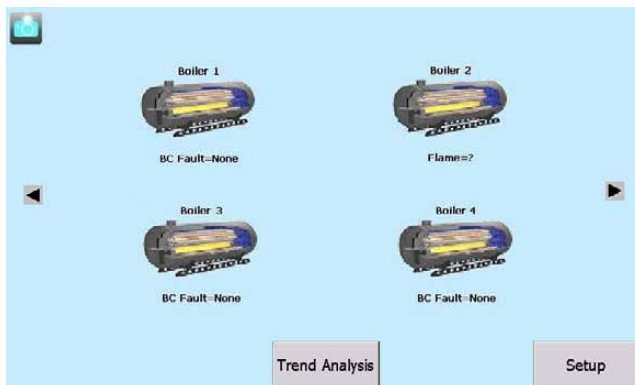 Boiler 1
Boiler 2
BC Fault=None
Flame=?
Boiler 3
Boiler 4
BC Fault=None
BC Fault=None
Trend Analysis
Setup